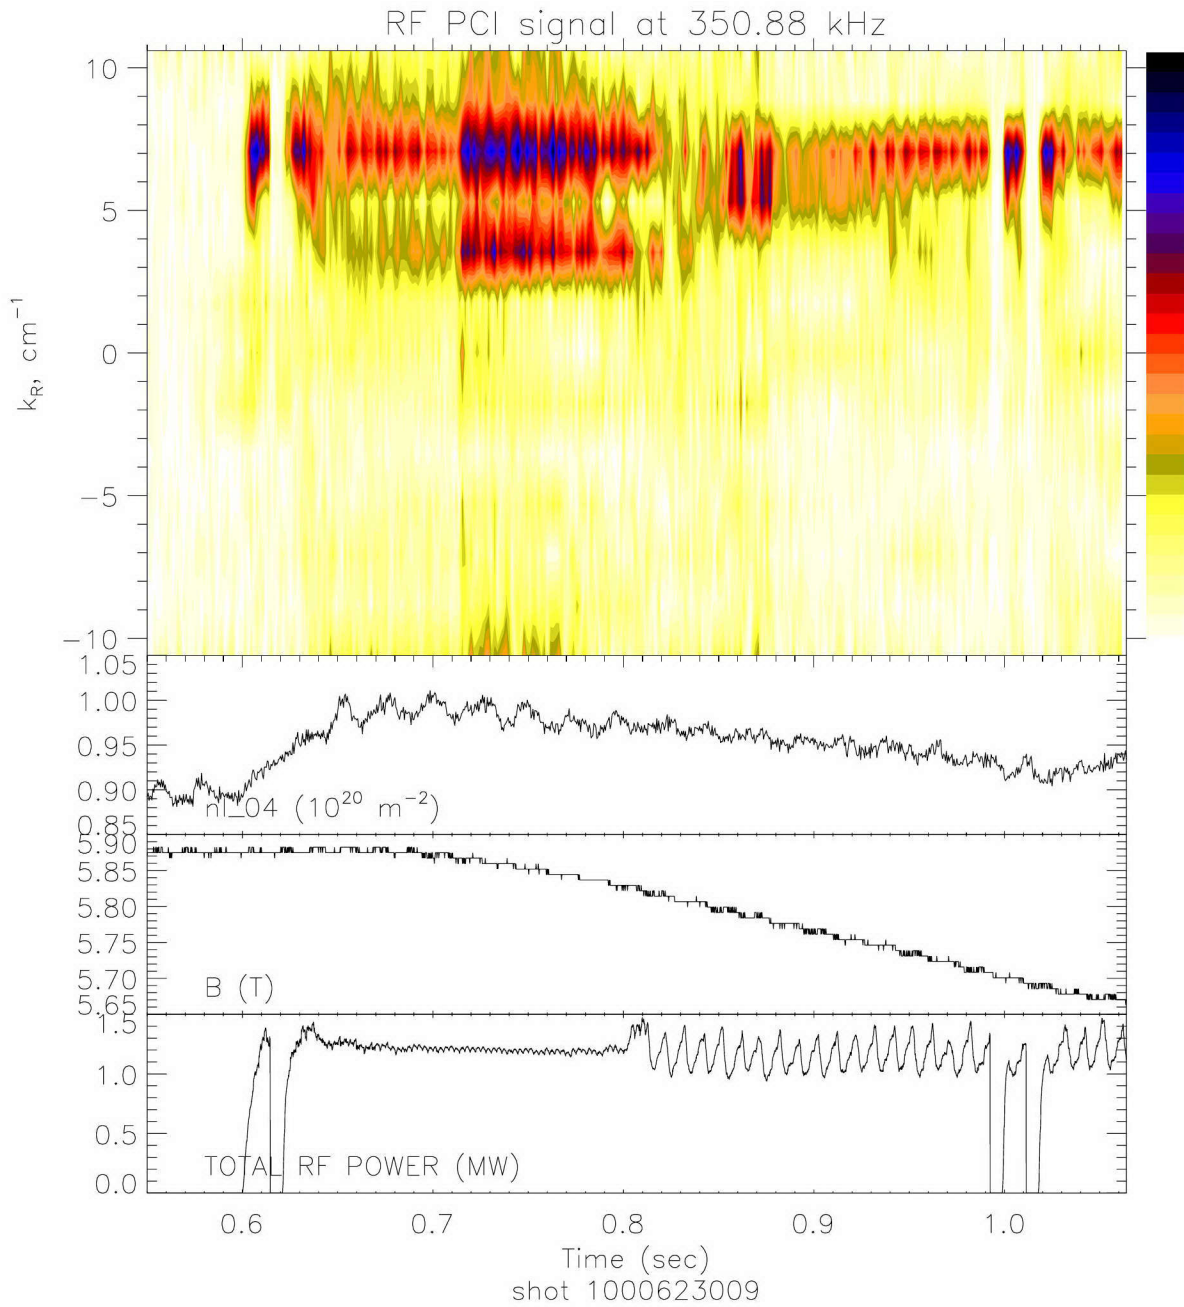 RF PCI signal at 350.88 kHz
10
5
0
−5
−10
k_R, cm⁻¹
1.05
1.00
0.95
0.90
0.85
nl_04 (10²⁰ m⁻²)
5.90
5.85
5.80
5.75
5.70
5.65
B (T)
1.5
1.0
0.5
0.0
TOTAL RF POWER (MW)
0.6 0.7 0.8 0.9 1.0
Time (sec)
shot 1000623009